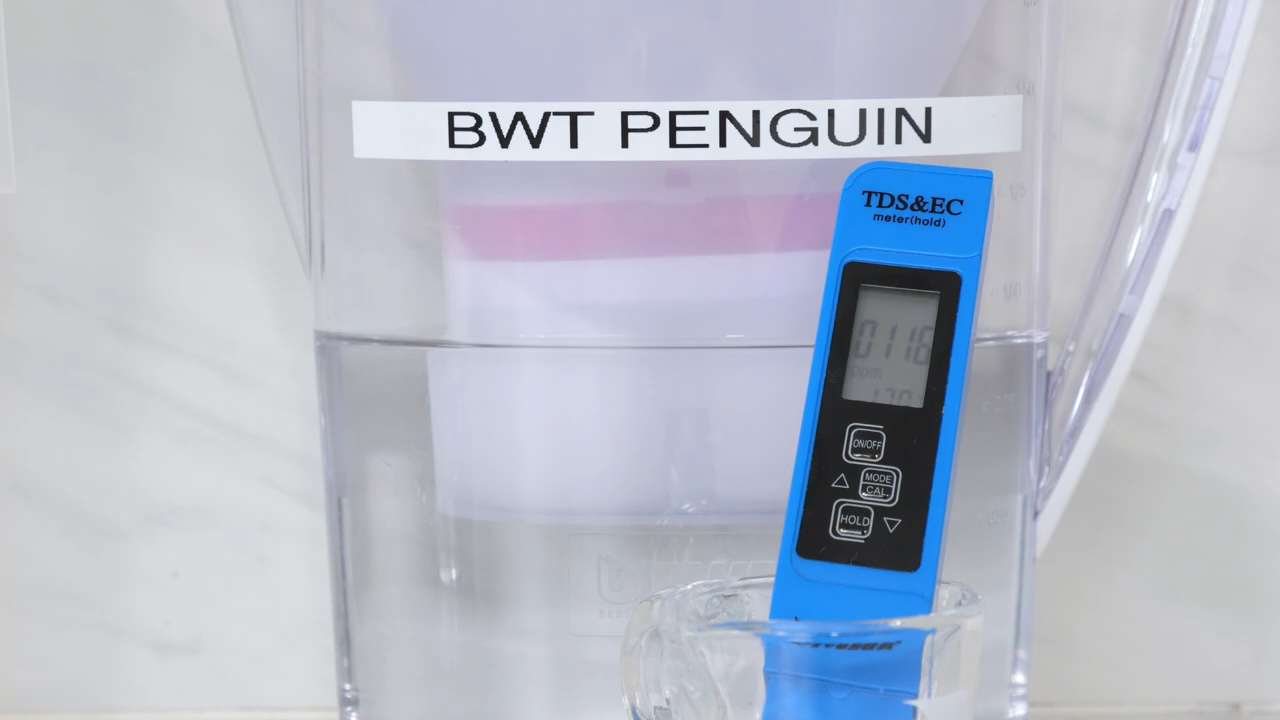 BWT PENGUIN
TDS&EC
meter(hold)
0116
ppm
ON/OFF
MODE
CAL
HOLD